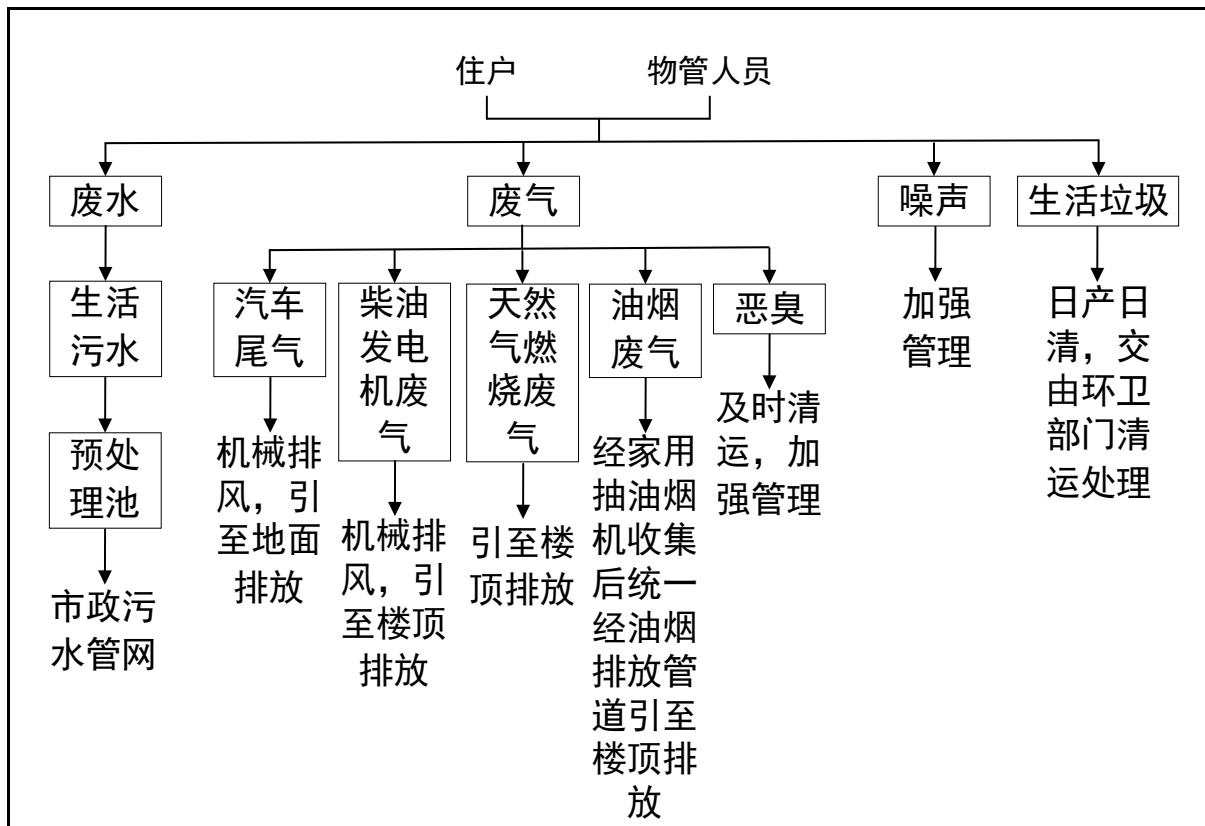 住户
物管人员
废水
废气
噪声
生活垃圾
生活
污水
汽车
尾气
柴油
发电
机废
气
天然
气燃
烧废
气
油烟
废气
恶臭
加强
管理
日产日
清，交
由环卫
部门清
运处理
预处
理池
机械排
风，引
至地面
排放
机械排
风，引
至楼顶
排放
引至楼
顶排放
经家用
抽油烟
机收集
后统一
经油烟
排放管
道引至
楼顶排
放
及时清
运，加
强管理
市政污
水管网